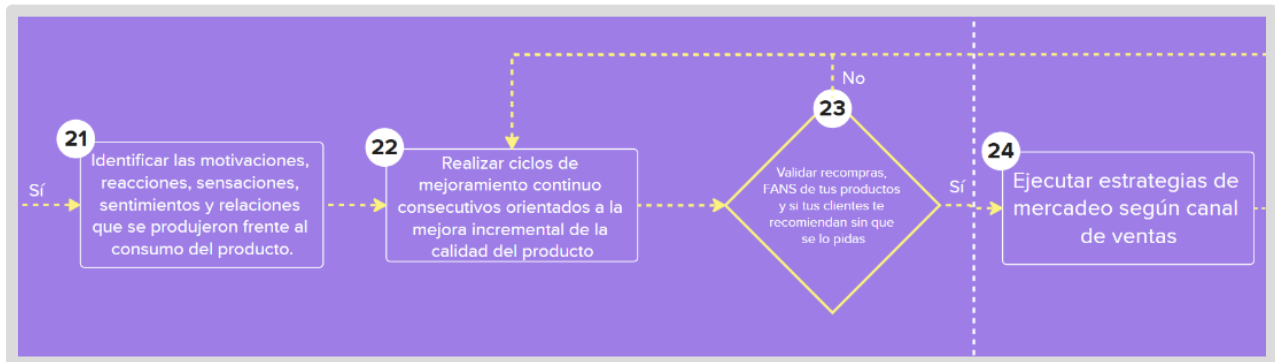 Sí
21
Identificar las motivaciones,
reacciones, sensaciones,
sentimientos y relaciones
que se produjeron frente al
consumo del producto.
22
Realizar ciclos de
mejoramiento continuo
consecutivos orientados a la
mejora incremental de la
calidad del producto
No
23
Validar recompras,
FANS de tus productos
y si tus clientes te
recomiendan sin que
se lo pidas
Sí
24
Ejecutar estrategias de
mercadeo según canal
de ventas